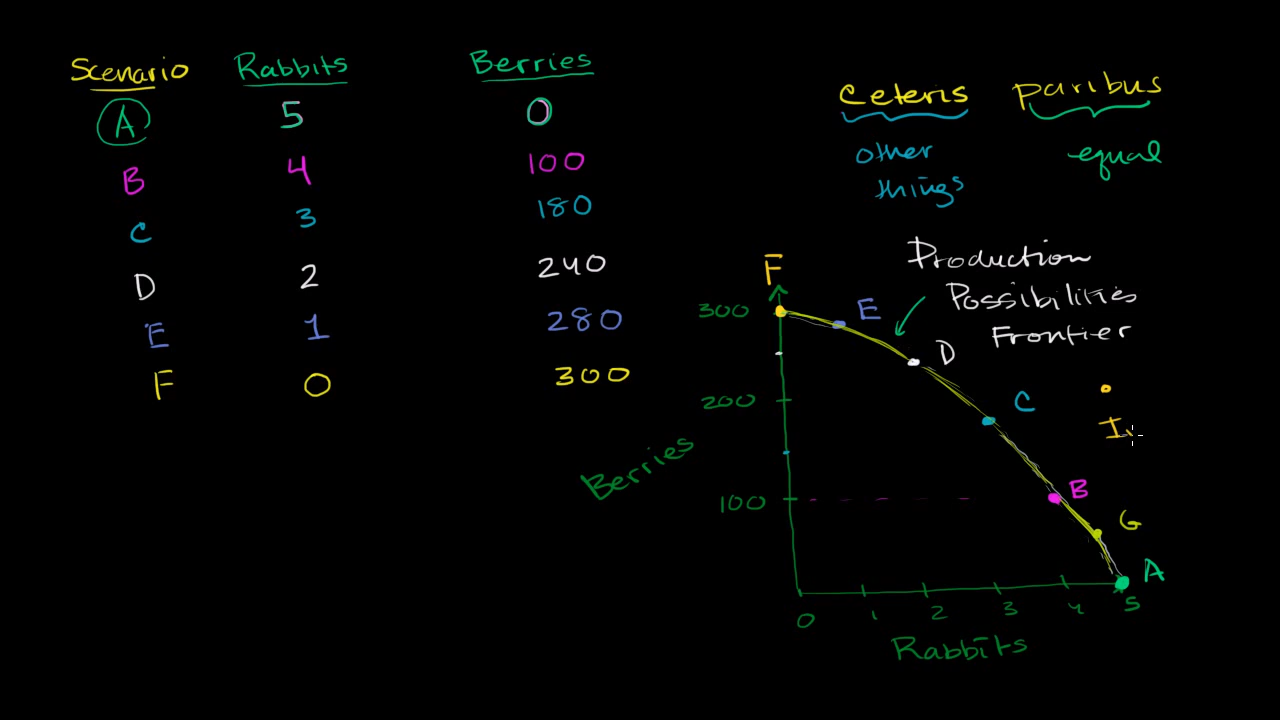 Scenario Rabbits Berries
A 5 0
B 4 100
C 3 180
D 2 240
E 1 280
F 0 300
ceteris paribus
other equal
things
Production
Possibilities
Frontier
F
300
E
D
200
C
Berries
100
B
G
A
0 1 2 3 4 5
Rabbits